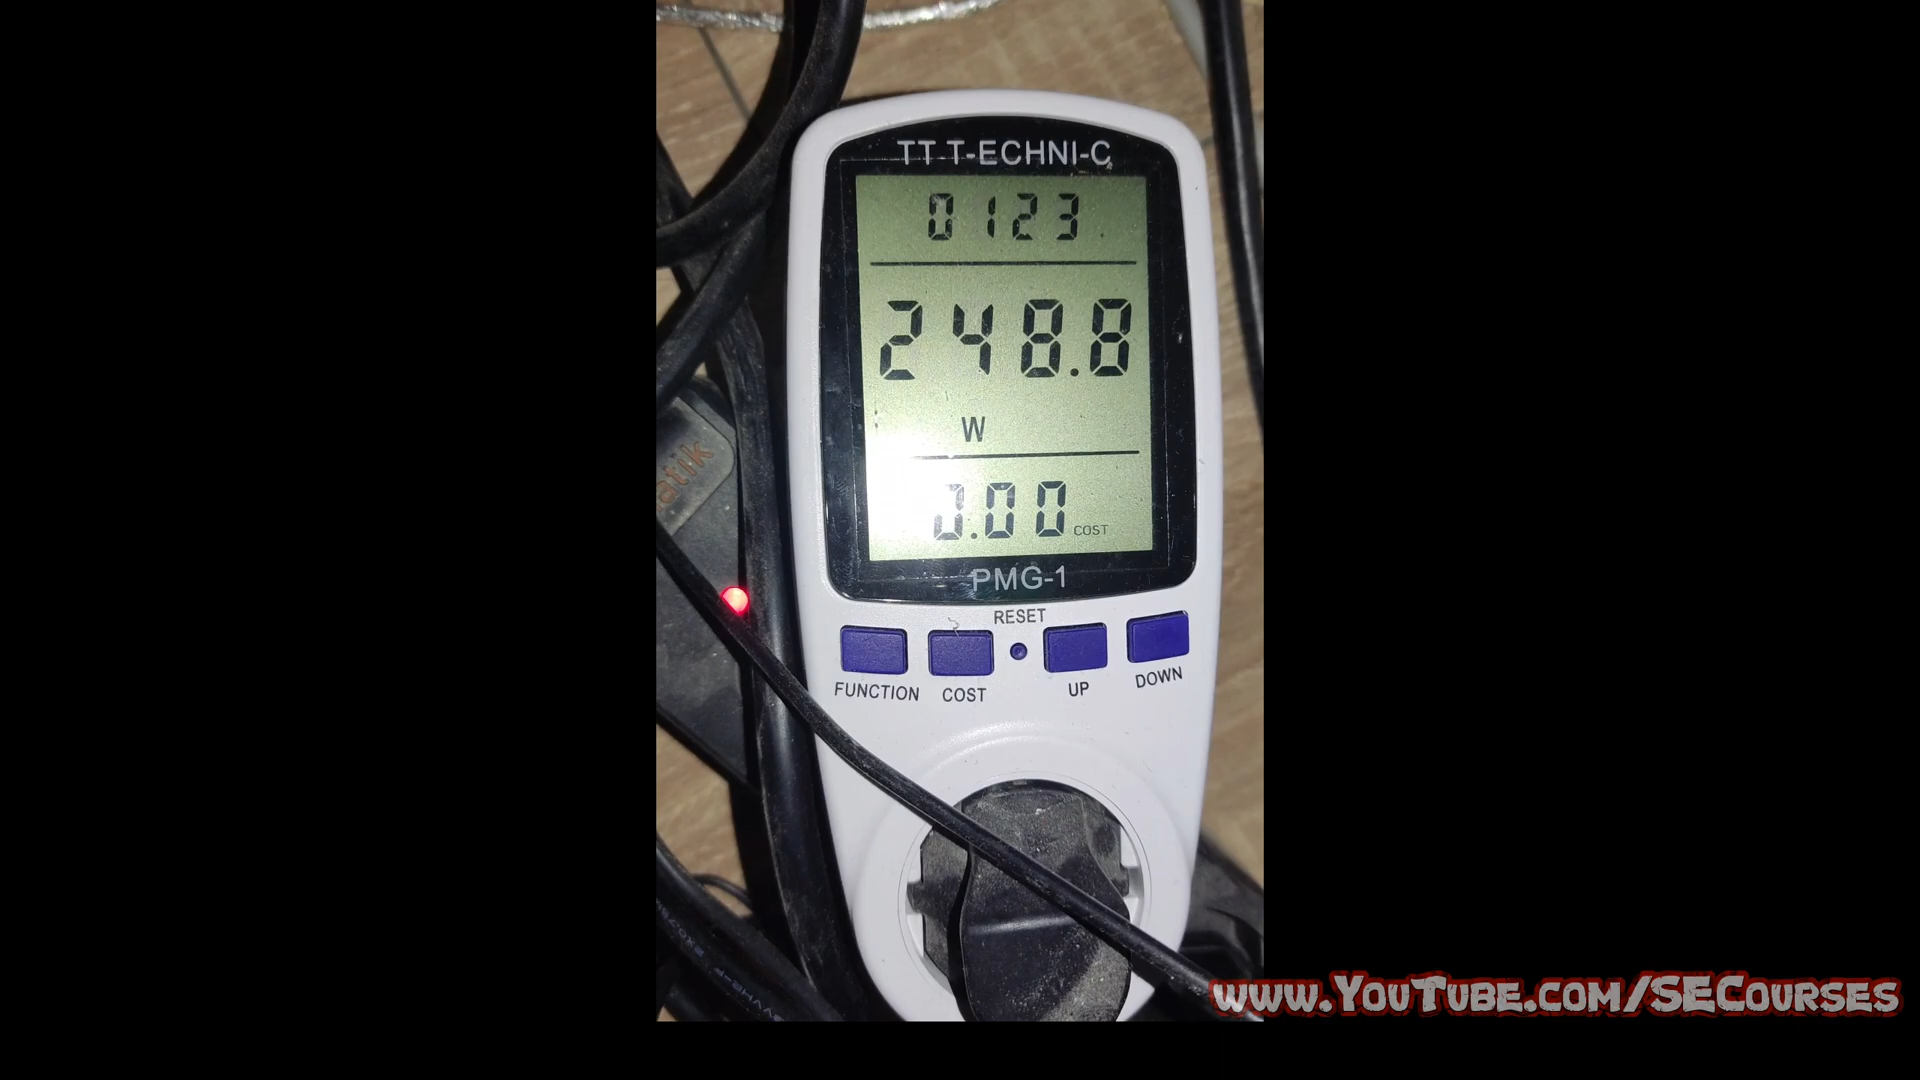 TT T-ECHNI-C
0123
248.8
W
0.00 COST
PMG-1
RESET
FUNCTION COST UP DOWN
atik
www.YouTube.com/SECourses